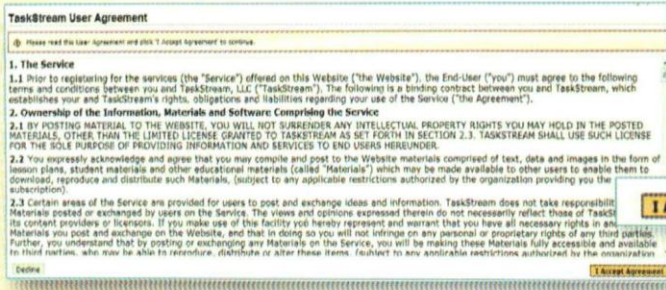 TaskStream User Agreement
Please read this User Agreement and click 'I Accept Agreement' to continue.
1. The Service
1.1 Prior to registering for the services (the "Service") offered on this Website ("the Website"), the End-User ("you") must agree to the following
terms and conditions between you and TaskStream, LLC ("TaskStream"). The following is a binding contract between you and TaskStream, which
establishes your and TaskStream's rights, obligations and liabilities regarding your use of the Service ("the Agreement").
2. Ownership of the Information, Materials and Software Comprising the Service
2.1 BY POSTING MATERIAL TO THE WEBSITE, YOU WILL NOT SURRENDER ANY INTELLECTUAL PROPERTY RIGHTS YOU MAY HOLD IN THE POSTED
MATERIALS, OTHER THAN THE LIMITED LICENSE GRANTED TO TASKSTREAM AS SET FORTH IN SECTION 2.3. TASKSTREAM SHALL USE SUCH LICENSE
FOR THE SOLE PURPOSE OF PROVIDING INFORMATION AND SERVICES TO END USERS HEREUNDER.
2.2 You expressly acknowledge and agree that you may compile and post to the Website materials comprised of text, data and images in the form of
lesson plans, student materials and other educational materials (called "Materials") which may be made available to other users to enable them to
download, reproduce and distribute such Materials, (subject to any applicable restrictions authorized by the organization providing you the
subscription).
2.3 Certain areas of the Service are provided for users to post and exchange ideas and information. TaskStream does not take responsibilit
Materials posted or exchanged by users on the Service. The views and opinions expressed therein do not necessarily reflect those of TaskSt
its content providers or licensors. If you make use of this facility you hereby represent and warrant that you have all necessary rights in and
Materials you post and exchange on the Website, and that in doing so you will not infringe on any personal or proprietary rights of any third parties.
Further, you understand that by posting or exchanging any Materials on the Service, you will be making these Materials fully accessible and available
to third parties, who may be able to reproduce, distribute or alter these items, (subject to any applicable restrictions authorized by the organization
I A
Decline
I Accept Agreement